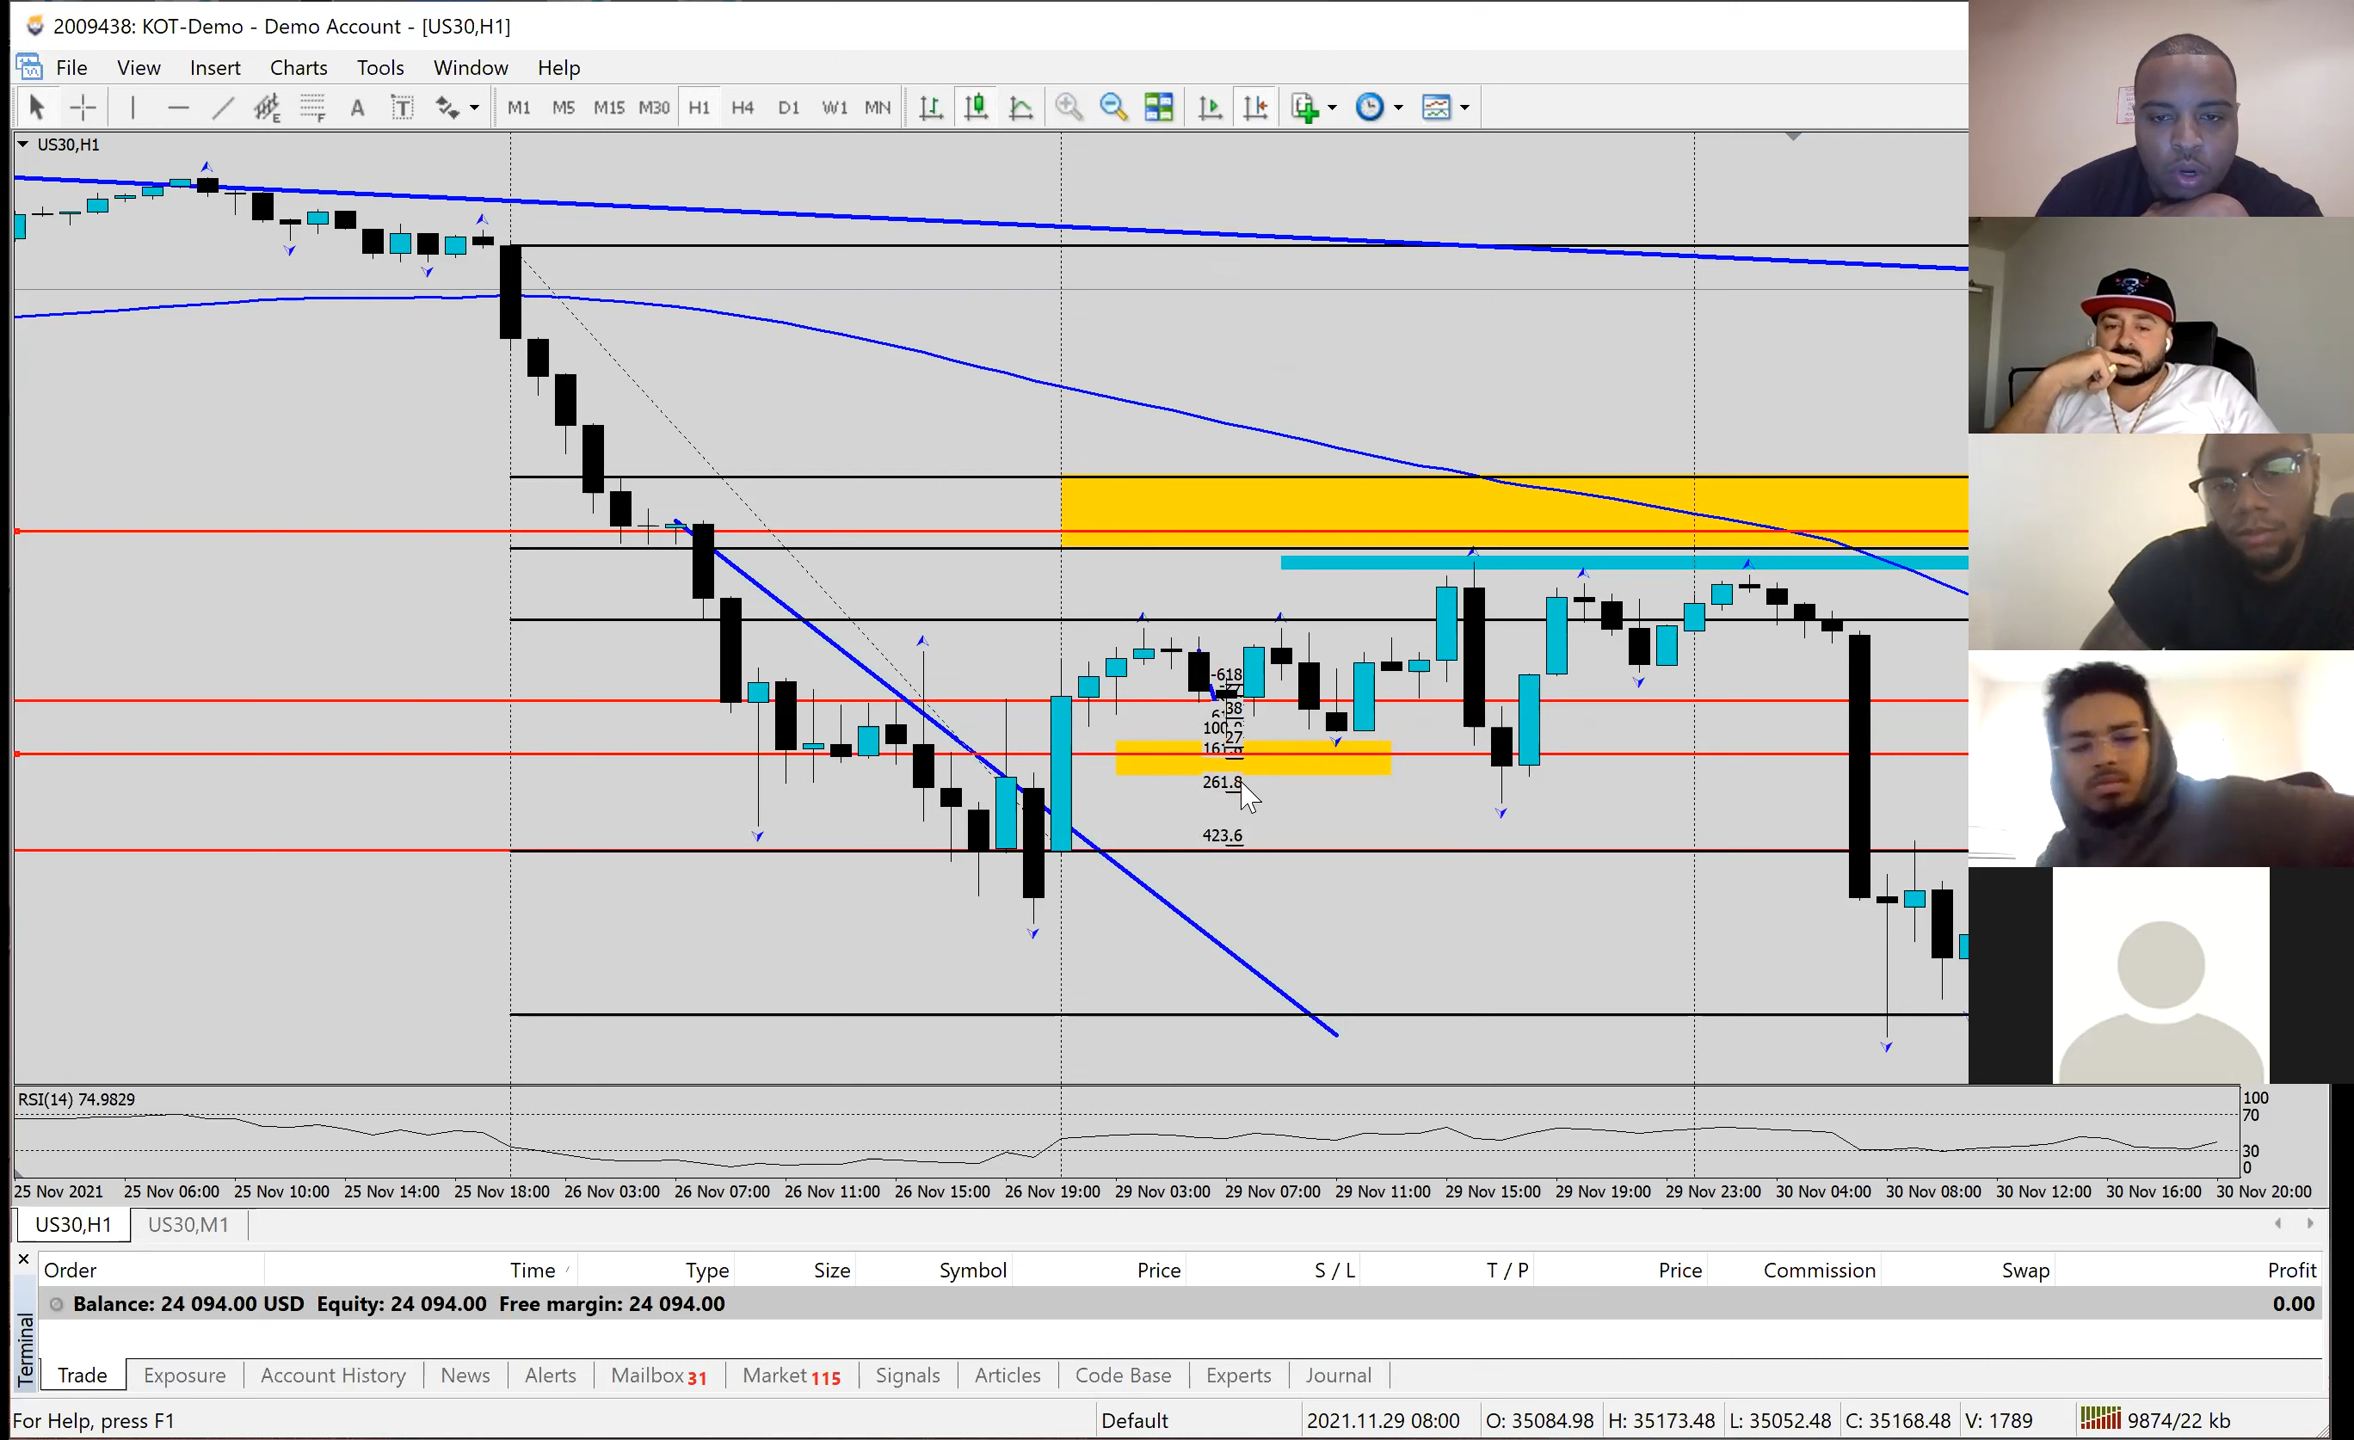 2009438: KOT-Demo - Demo Account - [US30,H1]
File View Insert Charts Tools Window Help
A T M1 M5 M15 M30 H1 H4 D1 W1 MN
US30,H1
-618
38
100.0
27
161.8
261.8
423.6
RSI(14) 74.9829
100
70
30
0
25 Nov 2021 25 Nov 06:00 25 Nov 10:00 25 Nov 14:00 25 Nov 18:00 26 Nov 03:00 26 Nov 07:00 26 Nov 11:00 26 Nov 15:00 26 Nov 19:00 29 Nov 03:00 29 Nov 07:00 29 Nov 11:00 29 Nov 15:00 29 Nov 19:00 29 Nov 23:00 30 Nov 04:00 30 Nov 08:00 30 Nov 12:00 30 Nov 16:00 30 Nov 20:00
US30,H1 US30,M1
Order Time Type Size Symbol Price S / L T / P Price Commission Swap Profit
Balance: 24 094.00 USD Equity: 24 094.00 Free margin: 24 094.00 0.00
Terminal
Trade Exposure Account History News Alerts Mailbox 31 Market 115 Signals Articles Code Base Experts Journal
For Help, press F1 Default 2021.11.29 08:00 O: 35084.98 H: 35173.48 L: 35052.48 C: 35168.48 V: 1789 9874/22 kb